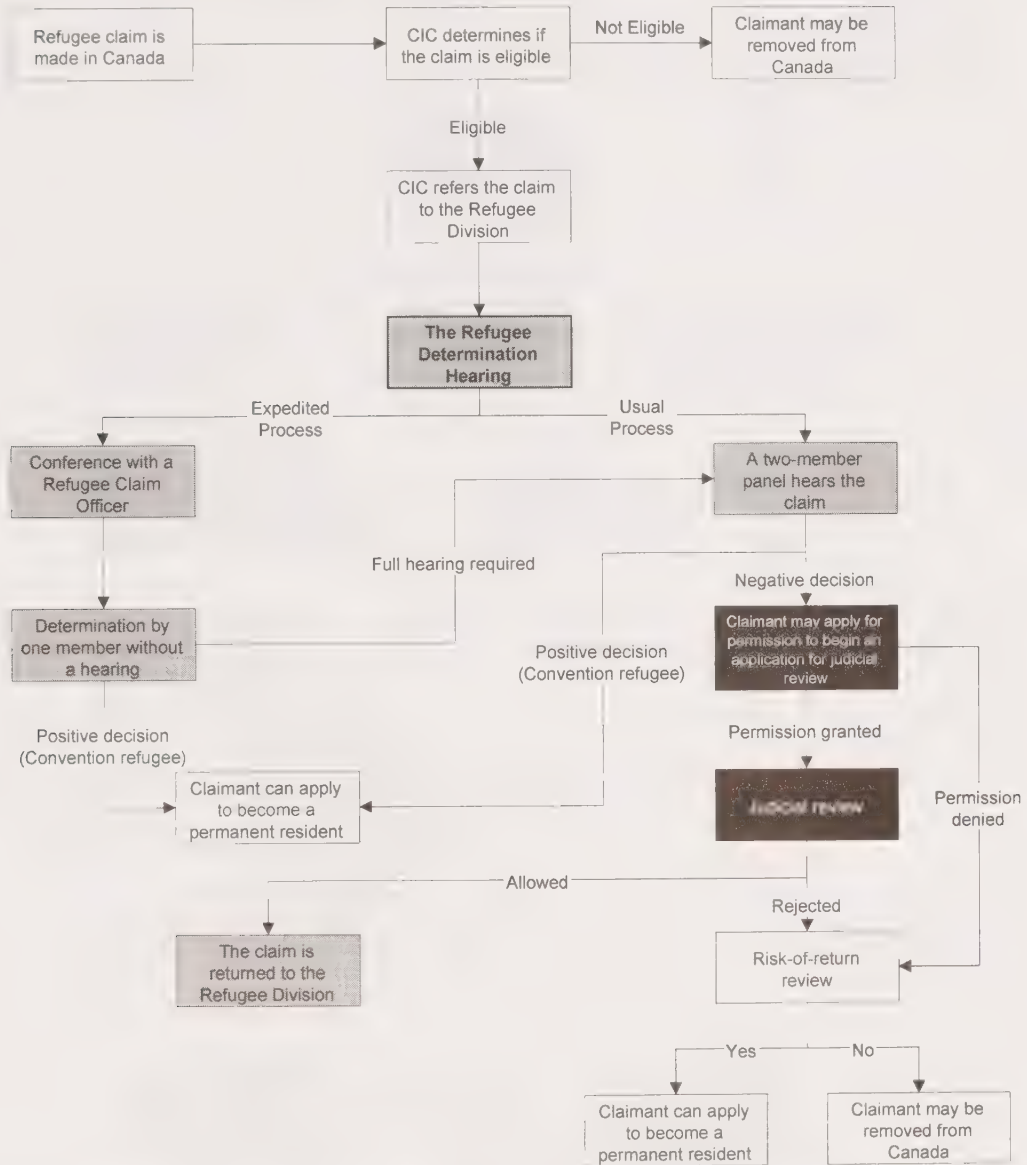 Refugee claim is
made in Canada
CIC determines if
the claim is eligible
Not Eligible
Claimant may be
removed from
Canada
Eligible
CIC refers the claim
to the Refugee
Division
The Refugee
Determination
Hearing
Expedited
Process
Usual
Process
Conference with a
Refugee Claim
Officer
A two-member
panel hears the
claim
Full hearing required
Negative decision
Determination by
one member without
a hearing
Claimant may apply for
permission to begin an
application for judicial
review
Positive decision
(Convention refugee)
Positive decision
(Convention refugee)
Permission granted
Claimant can apply
to become a
permanent resident
Judicial review
Permission
denied
Allowed
Rejected
The claim is
returned to the
Refugee Division
Risk-of-return
review
Yes
No
Claimant can apply
to become a
permanent resident
Claimant may be
removed from
Canada